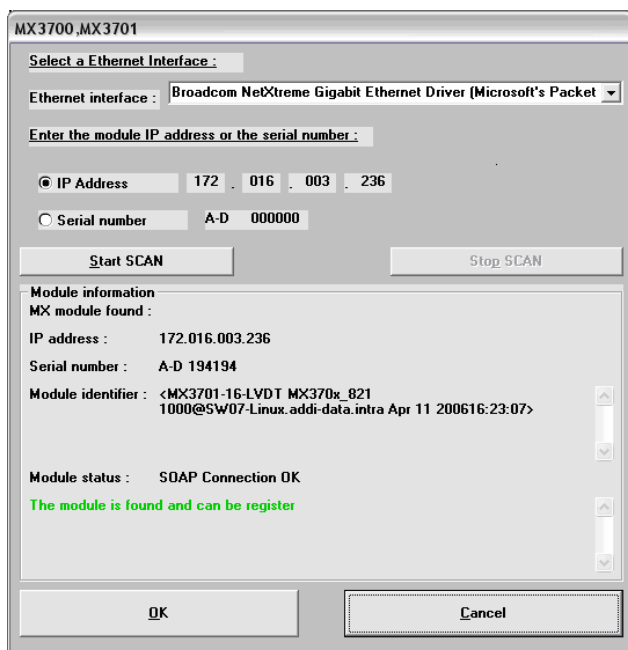 MX3700,MX3701
Select a Ethernet Interface :
Ethernet interface : Broadcom NetXtreme Gigabit Ethernet Driver (Microsoft's Packet
Enter the module IP address or the serial number :
IP Address 172 . 016 . 003 . 236
Serial number A-D 000000
Start SCAN Stop SCAN
Module information
MX module found :
IP address : 172.016.003.236
Serial number : A-D 194194
Module identifier : <MX3701-16-LVDT MX370x_821
1000@SW07-Linux.addi-data.intra Apr 11 200616:23:07>
Module status : SOAP Connection OK
The module is found and can be register
OK Cancel